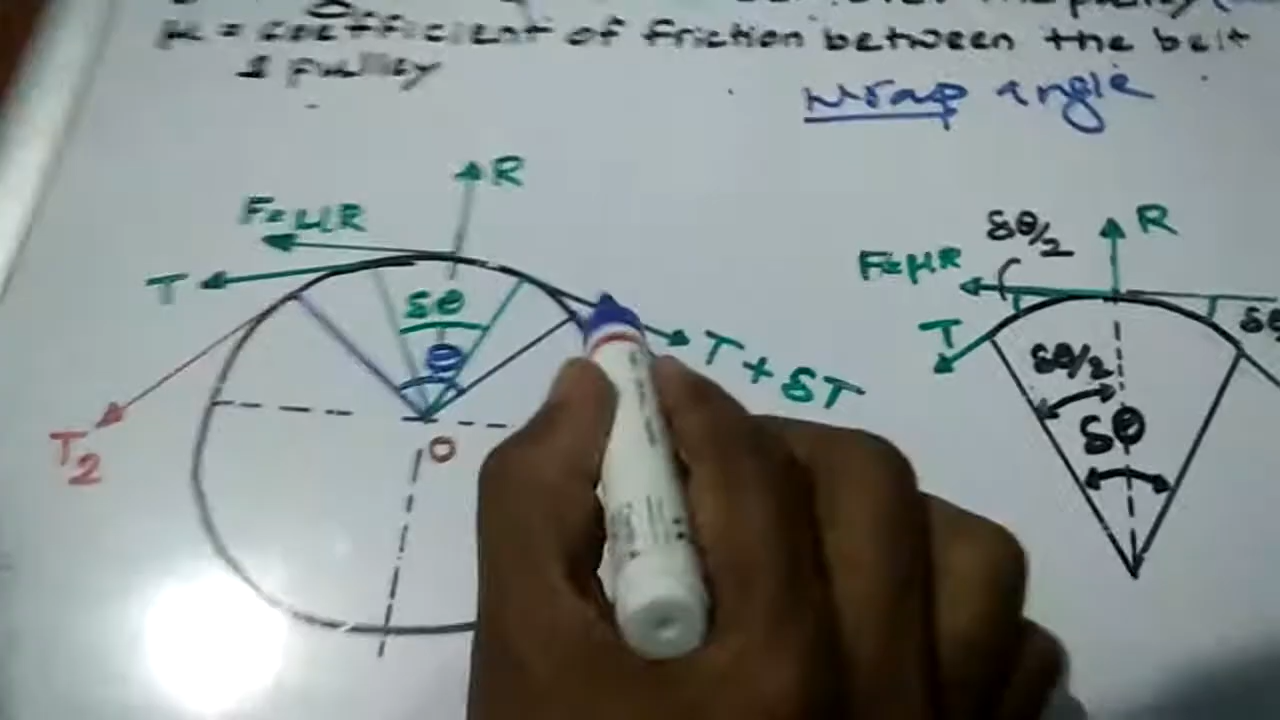 μ = coefficient of friction between the belt
& pulley
wrap angle
R
F=μR
T
δθ
θ
T + δT
T2
O
R
δθ/2
F=μR
T
δθ/2
δθ